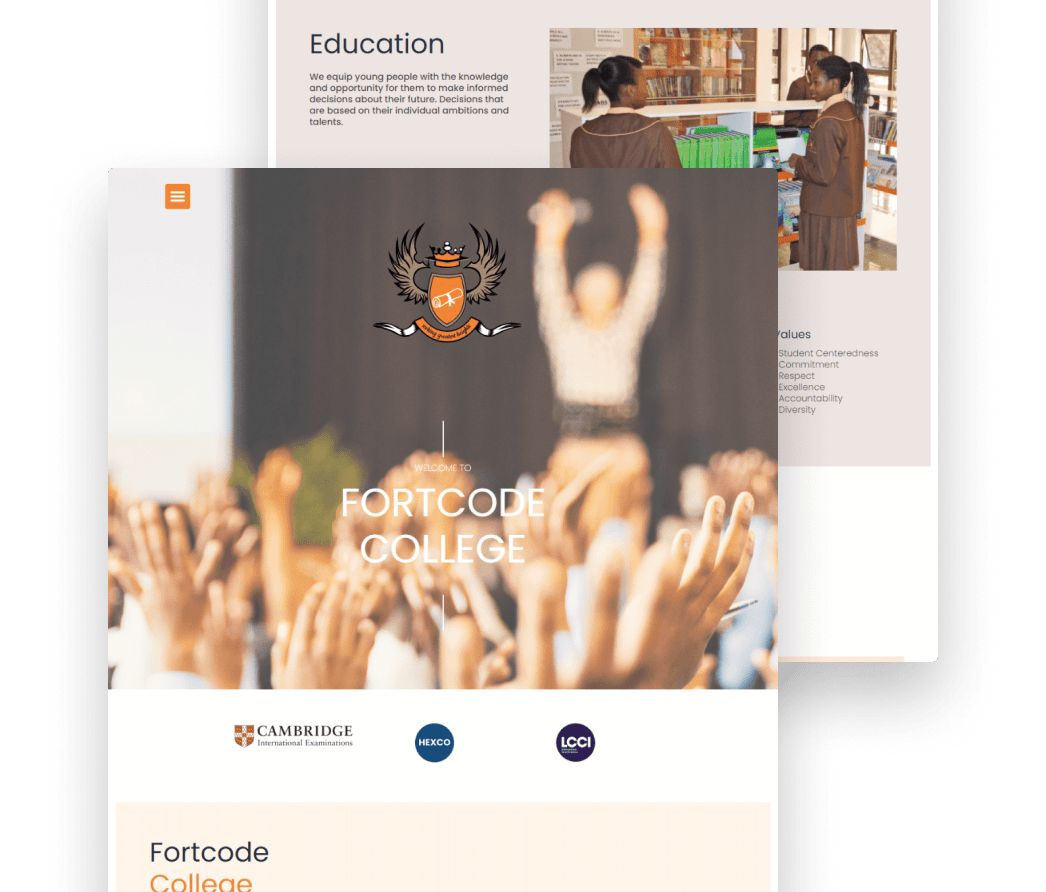 Education
We equip young people with the knowledge
and opportunity for them to make informed
decisions about their future. Decisions that
are based on their individual ambitions and
talents.
Values
Student Centeredness
Commitment
Respect
Excellence
Accountability
Diversity
WELCOME TO
FORTCODE
COLLEGE
CAMBRIDGE
International Examinations
HEXCO
LCCI
Fortcode
College